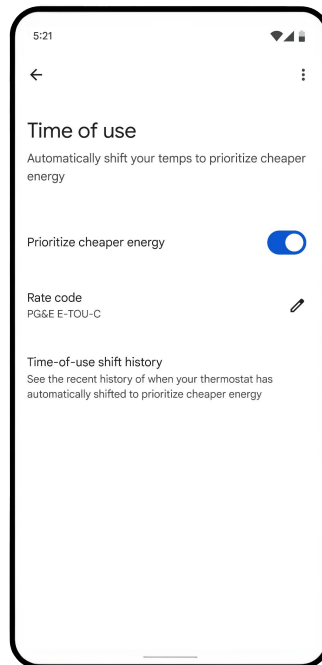 5:21
Time of use
Automatically shift your temps to prioritize cheaper
energy
Prioritize cheaper energy
Rate code
PG&E E-TOU-C
Time-of-use shift history
See the recent history of when your thermostat has
automatically shifted to prioritize cheaper energy